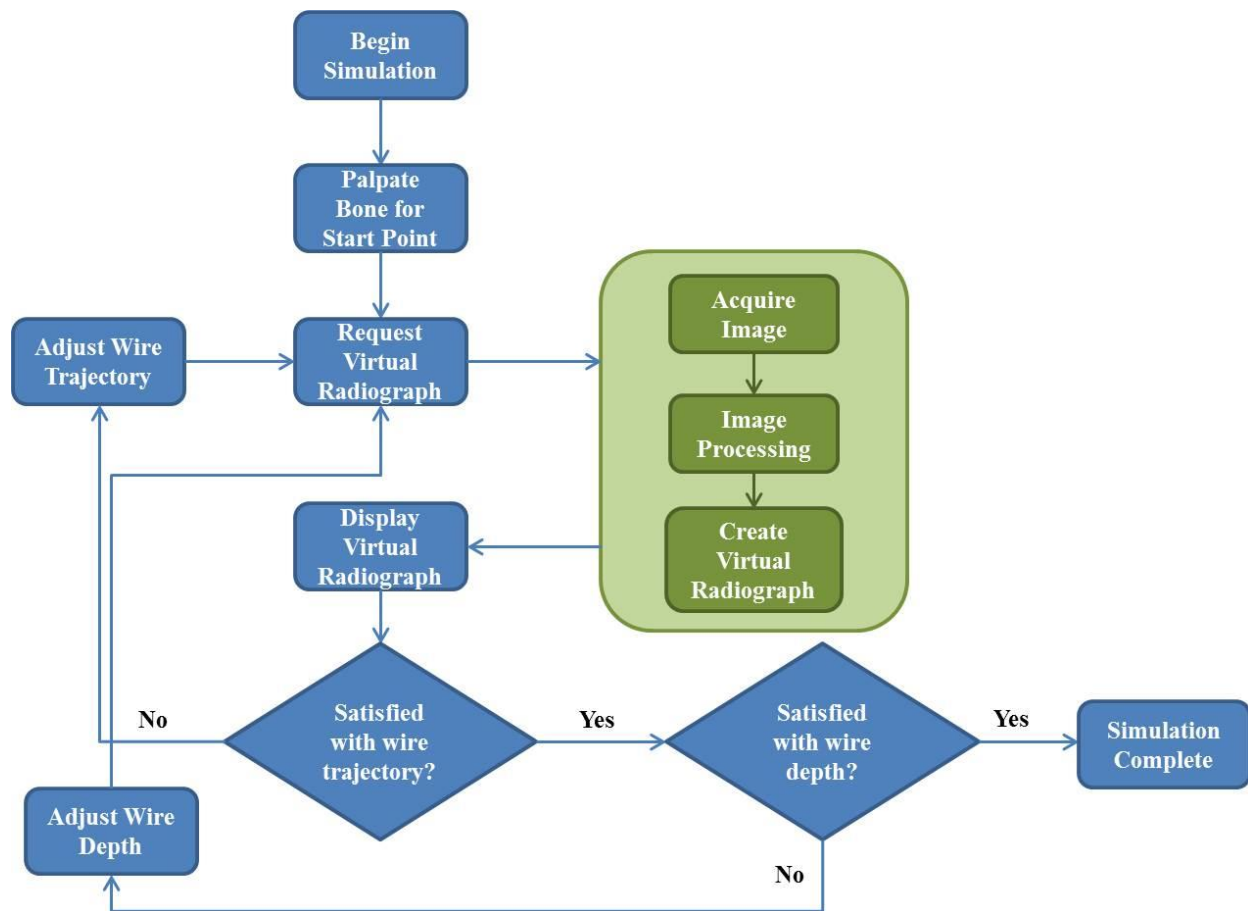 Begin
Simulation
Palpate
Bone for
Start Point
Adjust Wire
Trajectory
Request
Virtual
Radiograph
Acquire
Image
Image
Processing
Create
Virtual
Radiograph
Display
Virtual
Radiograph
No
Satisfied
with wire
trajectory?
Yes
Satisfied
with wire
depth?
Yes
Simulation
Complete
Adjust Wire
Depth
No